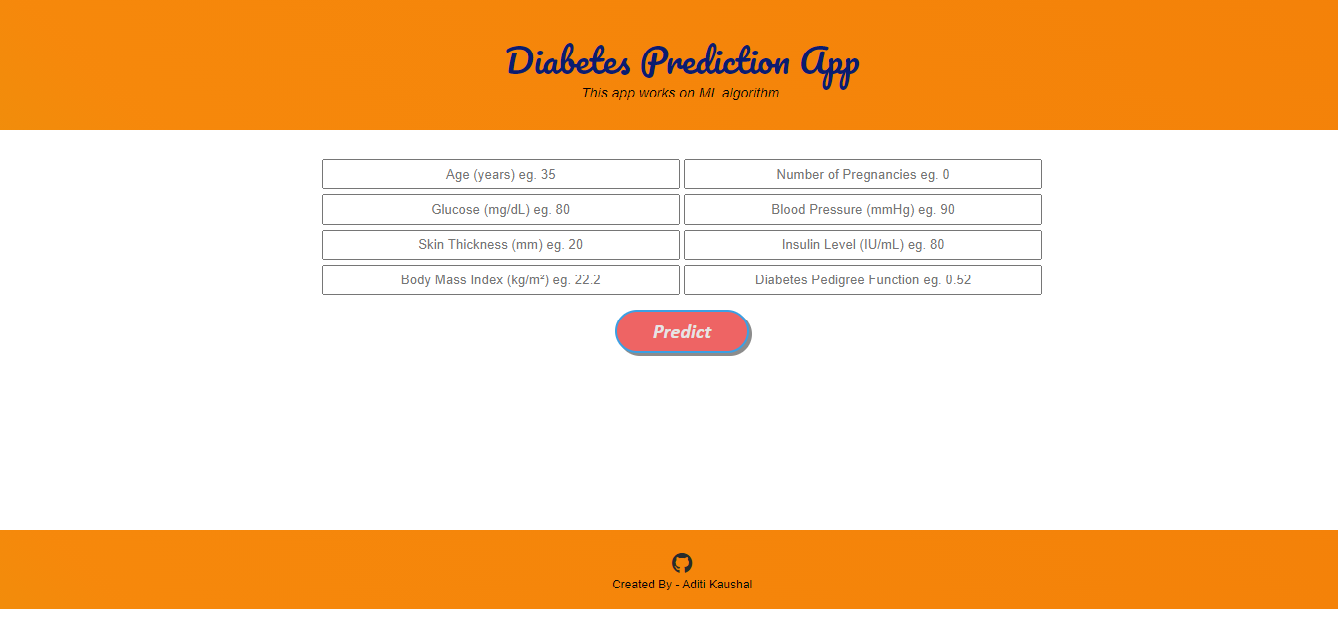 Diabetes Prediction App
This app works on ML algorithm
Age (years) eg. 35
Number of Pregnancies eg. 0
Glucose (mg/dL) eg. 80
Blood Pressure (mmHg) eg. 90
Skin Thickness (mm) eg. 20
Insulin Level (IU/mL) eg. 80
Body Mass Index (kg/m²) eg. 22.2
Diabetes Pedigree Function eg. 0.52
Predict
Created By - Aditi Kaushal